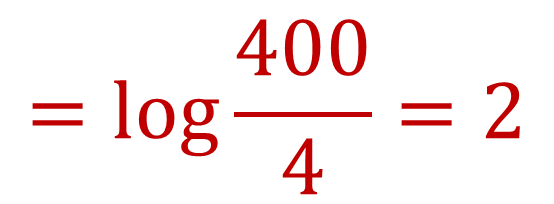 = log 400/4 = 2